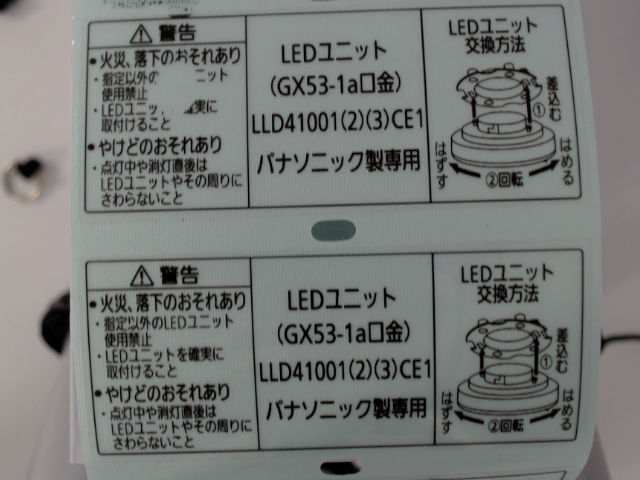 警告
・火災、落下のおそれあり
・指定以外の ニット
使用禁止
・LEDユニッ 確実に
取付けること
・やけどのおそれあり
・点灯中や消灯直後は
LEDユニットやその周りに
さわらないこと
LEDユニット
(GX53-1a口金)
LLD41001(2)(3)CE1
パナソニック製専用
LEDユニット
交換方法
差込む
①
はずす
②回転
はめる
警告
・火災、落下のおそれあり
・指定以外のLEDユニット
使用禁止
・LEDユニットを確実に
取付けること
・やけどのおそれあり
・点灯中や消灯直後は
LEDユニットやその周りに
さわらないこと
LEDユニット
(GX53-1a口金)
LLD41001(2)(3)CE1
パナソニック製専用
LEDユニット
交換方法
差込む
①
はずす
②回転
はめる